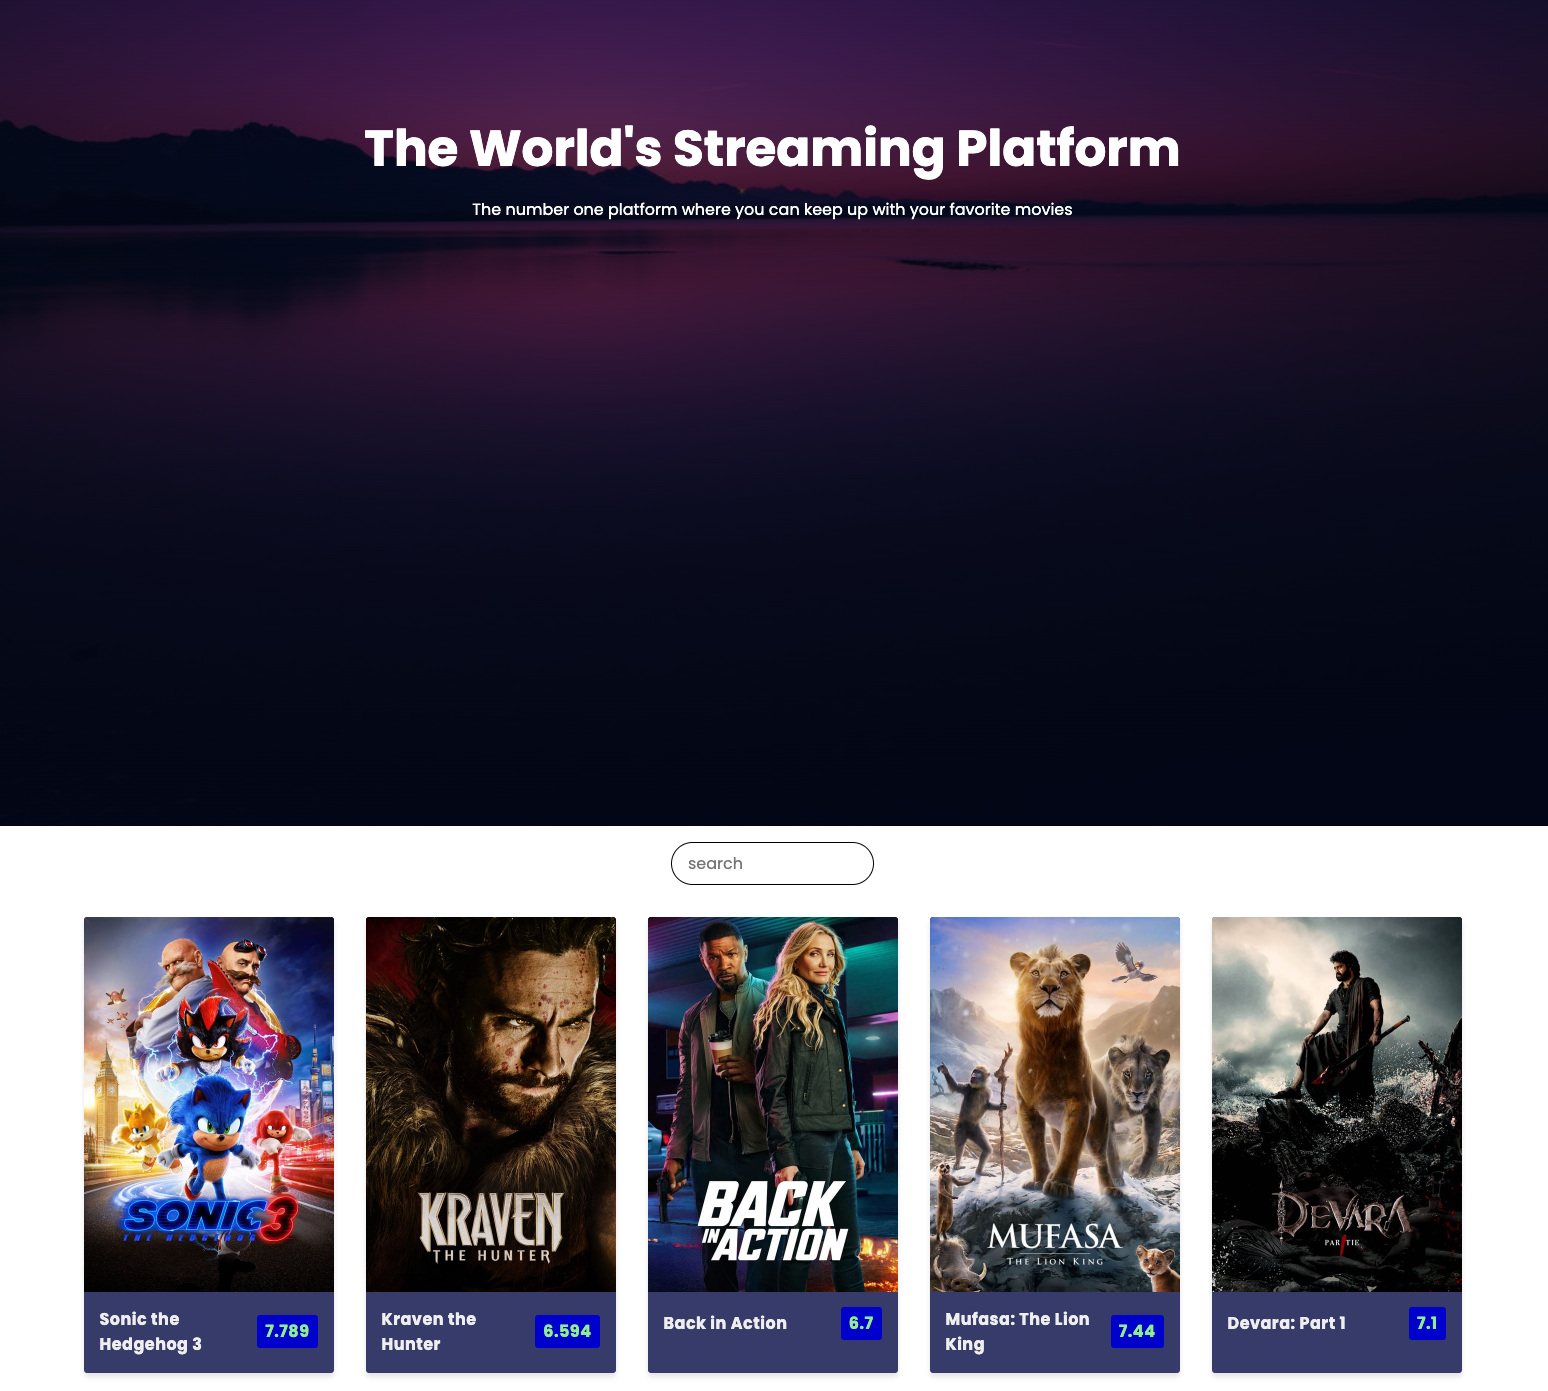 The World's Streaming Platform
The number one platform where you can keep up with your favorite movies
search
SONIC 3
THE HEDGEHOG
KRAVEN
THE HUNTER
BACK
IN ACTION
MUFASA
THE LION KING
DEVARA
PARTIE
Sonic the
Hedgehog 3
7.789
Kraven the
Hunter
6.594
Back in Action
6.7
Mufasa: The Lion
King
7.44
Devara: Part 1
7.1